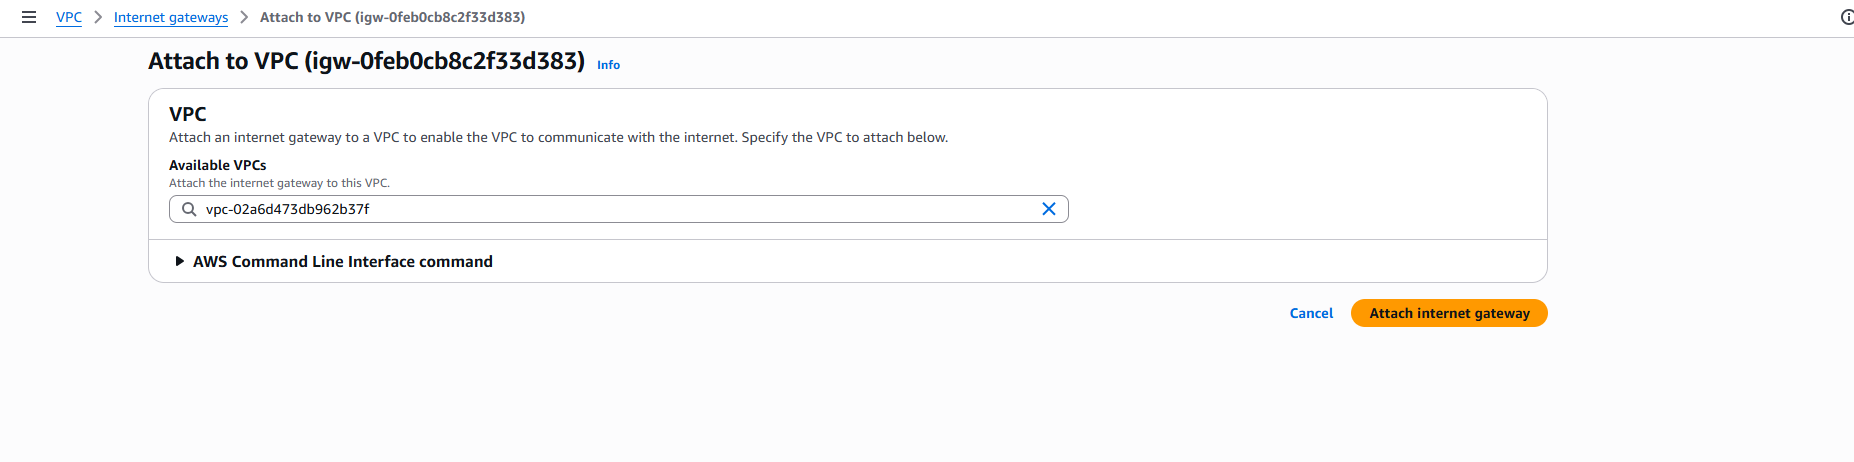 VPC > Internet gateways > Attach to VPC (igw-0feb0cb8c2f33d383)
Attach to VPC (igw-0feb0cb8c2f33d383) Info
VPC
Attach an internet gateway to a VPC to enable the VPC to communicate with the internet. Specify the VPC to attach below.
Available VPCs
Attach the internet gateway to this VPC.
vpc-02a6d473db962b37f
AWS Command Line Interface command
Cancel Attach internet gateway